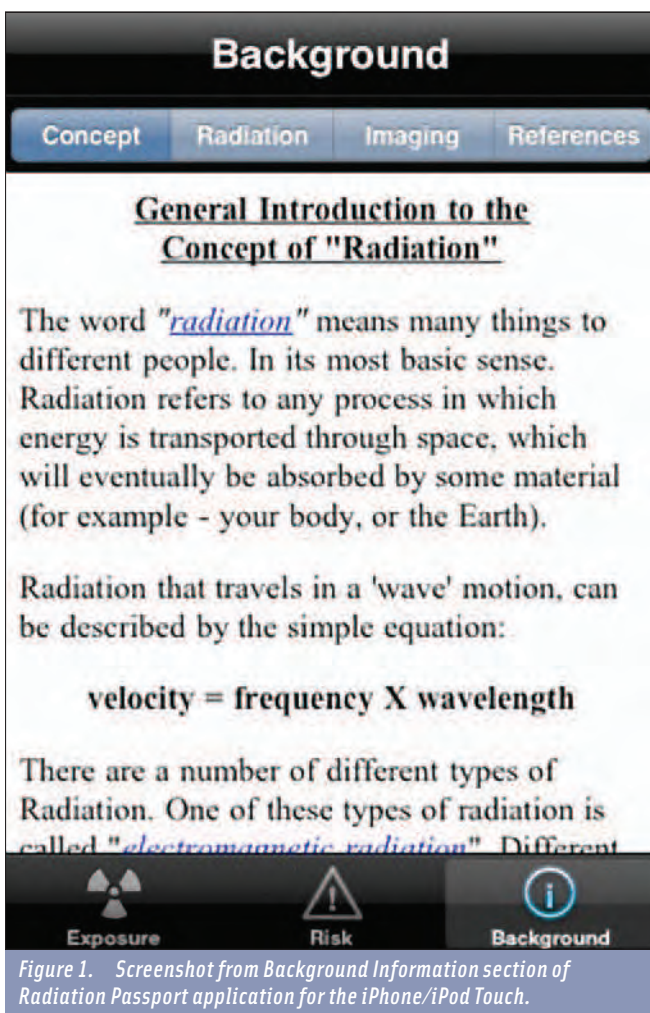 Background
Concept Radiation Imaging References
General Introduction to the
Concept of "Radiation"
The word "radiation" means many things to
different people. In its most basic sense.
Radiation refers to any process in which
energy is transported through space, which
will eventually be absorbed by some material
(for example - your body, or the Earth).
Radiation that travels in a 'wave' motion, can
be described by the simple equation:
velocity = frequency X wavelength
There are a number of different types of
Radiation. One of these types of radiation is
called "electromagnetic radiation". Different
Exposure Risk Background
Figure 1. Screenshot from Background Information section of
Radiation Passport application for the iPhone/iPod Touch.